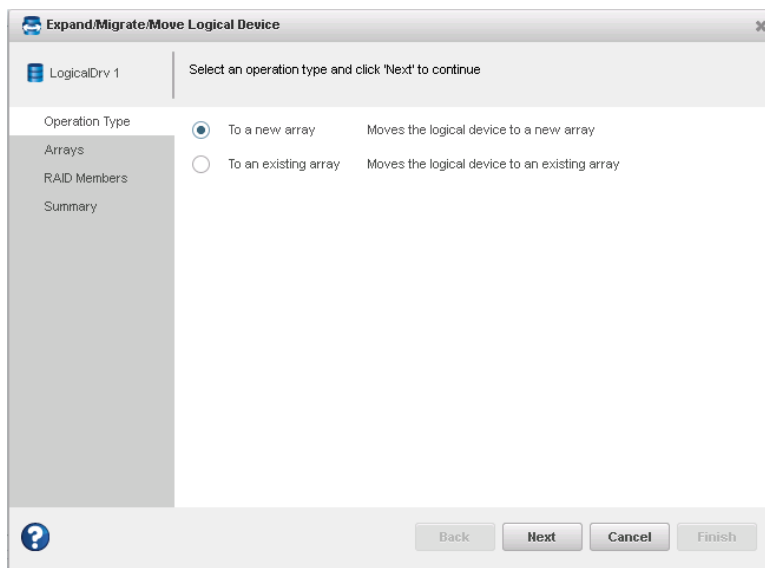 Expand/Migrate/Move Logical Device
LogicalDrv 1
Select an operation type and click 'Next' to continue
Operation Type
Arrays
RAID Members
Summary
To a new array Moves the logical device to a new array
To an existing array Moves the logical device to an existing array
?
Back Next Cancel Finish